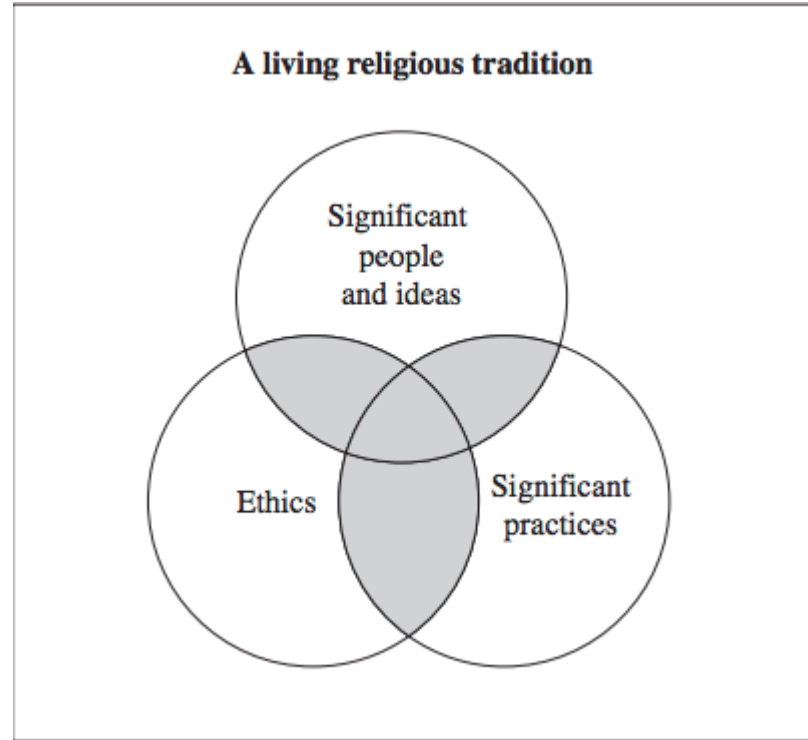 A living religious tradition
Significant
people
and ideas
Ethics
Significant
practices